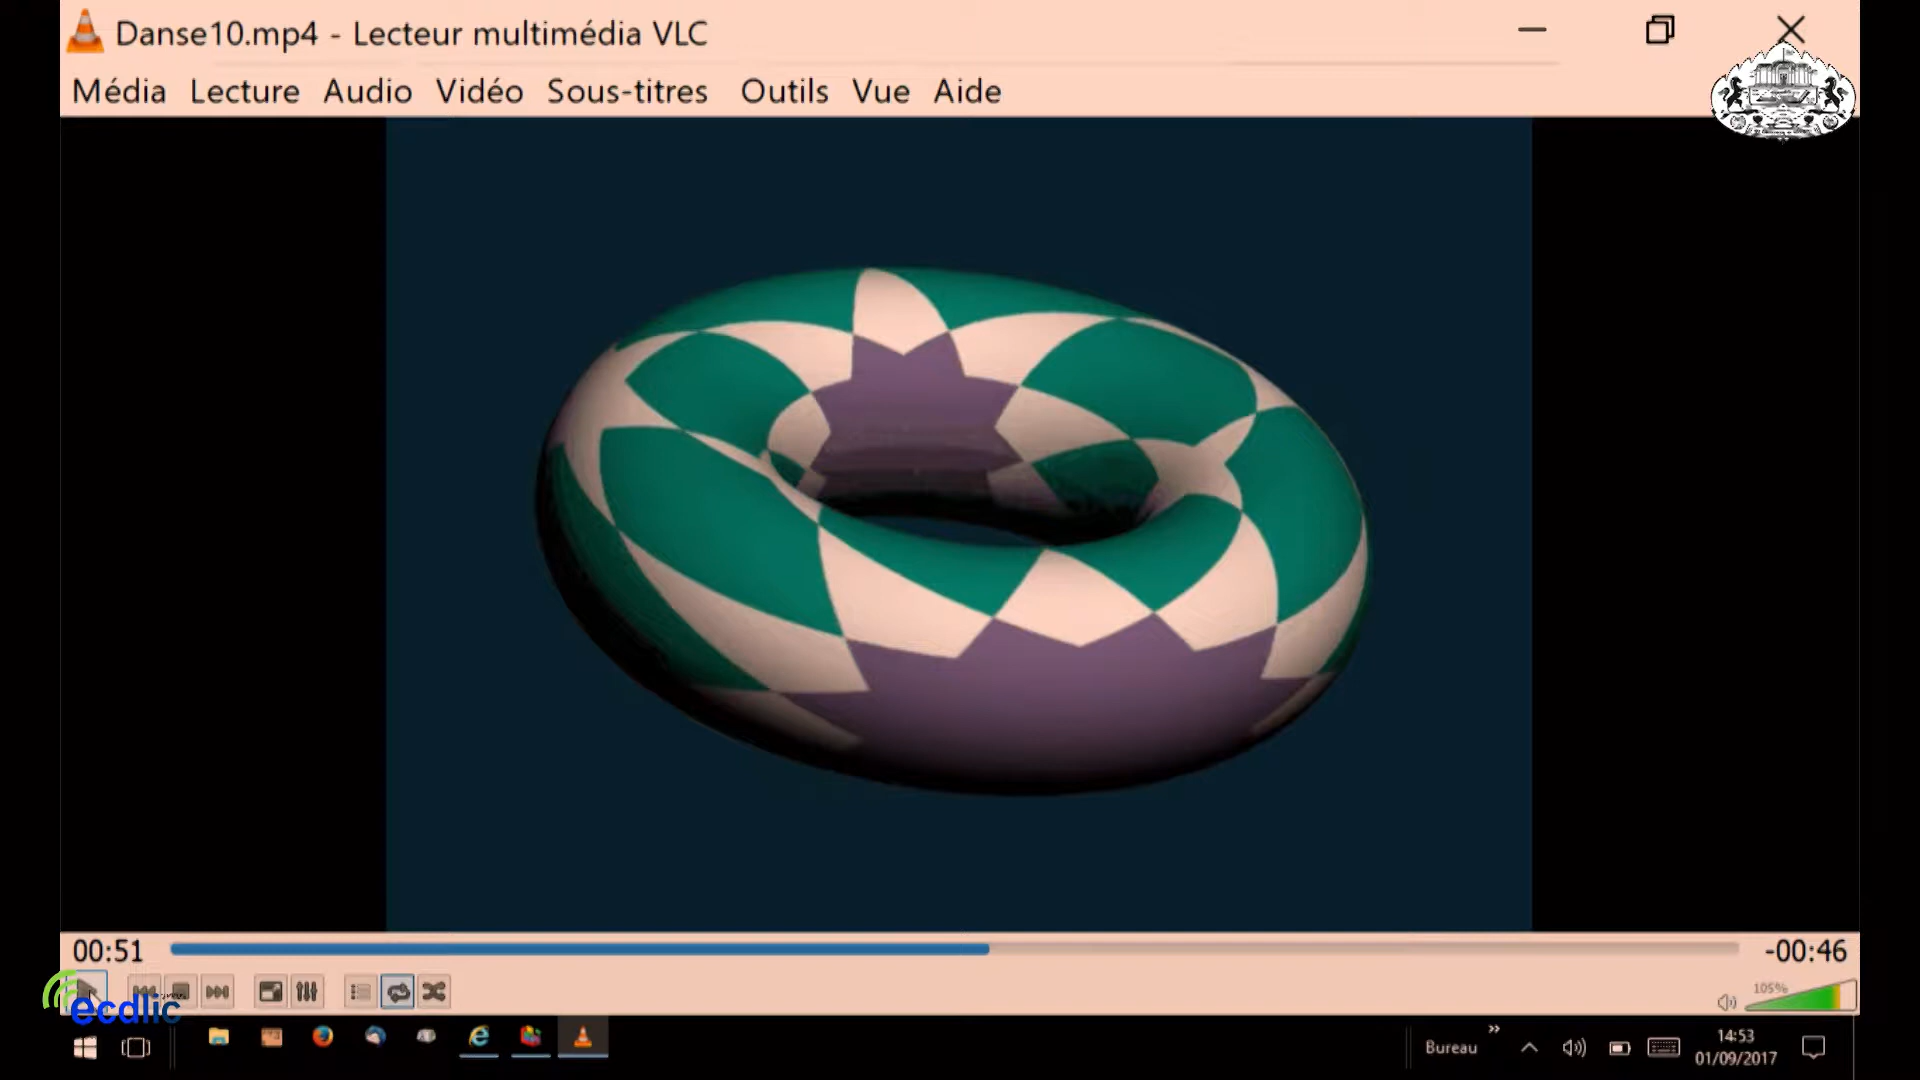 Danse10.mp4 - Lecteur multimédia VLC
Média Lecture Audio Vidéo Sous-titres Outils Vue Aide
00:51
-00:46
105%
ecdlic
Bureau
14:53
01/09/2017